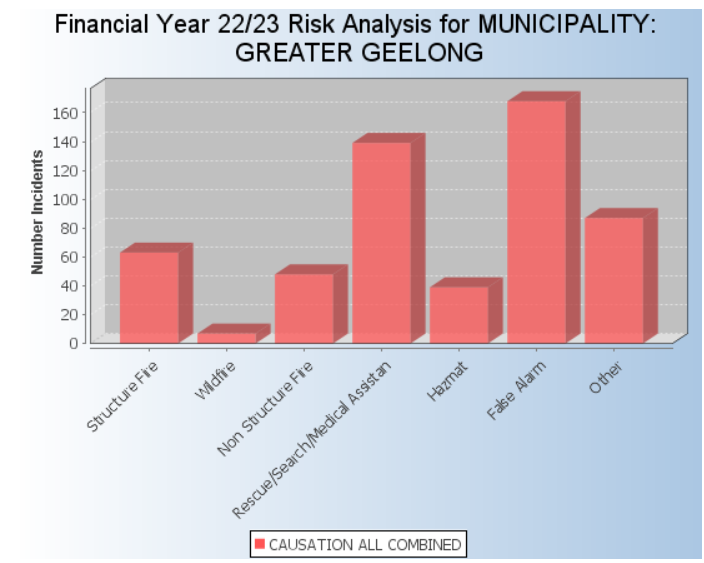 Financial Year 22/23 Risk Analysis for MUNICIPALITY:
GREATER GEELONG
Number Incidents
160
140
120
100
80
60
40
20
0
Structure Fire
Wildfire
Non Structure Fire
Rescue/Search/Medical Assistan
Hazmat
False Alarm
Other
CAUSATION ALL COMBINED